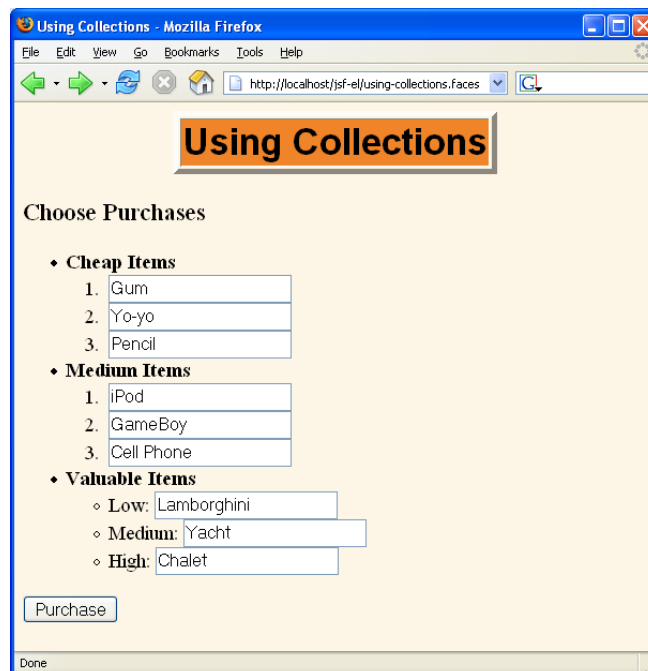 Using Collections - Mozilla Firefox
File Edit View Go Bookmarks Tools Help
http://localhost/jsf-el/using-collections.faces G
Using Collections
Choose Purchases
Cheap Items
1. Gum
2. Yo-yo
3. Pencil
Medium Items
1. iPod
2. GameBoy
3. Cell Phone
Valuable Items
Low: Lamborghini
Medium: Yacht
High: Chalet
Purchase
Done